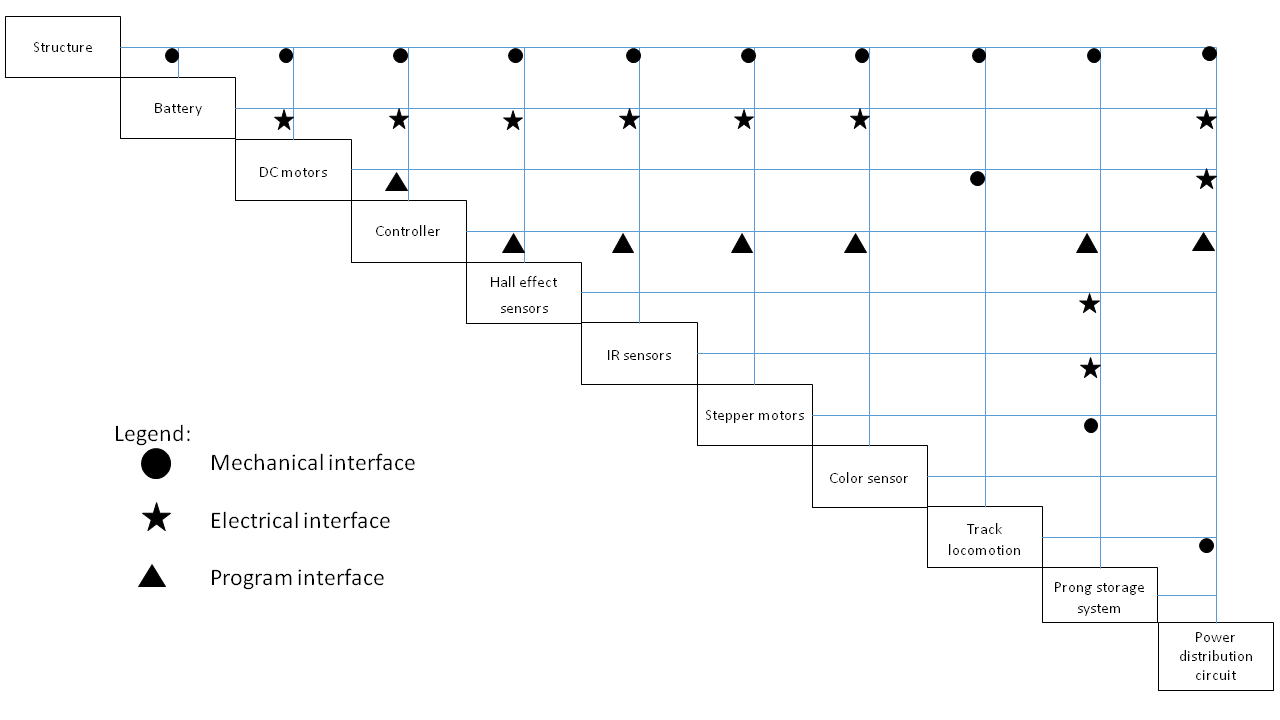 Structure
Battery
DC motors
Controller
Hall effect
sensors
IR sensors
Stepper motors
Color sensor
Track
locomotion
Prong storage
system
Power
distribution
circuit
Legend:
Mechanical interface
Electrical interface
Program interface